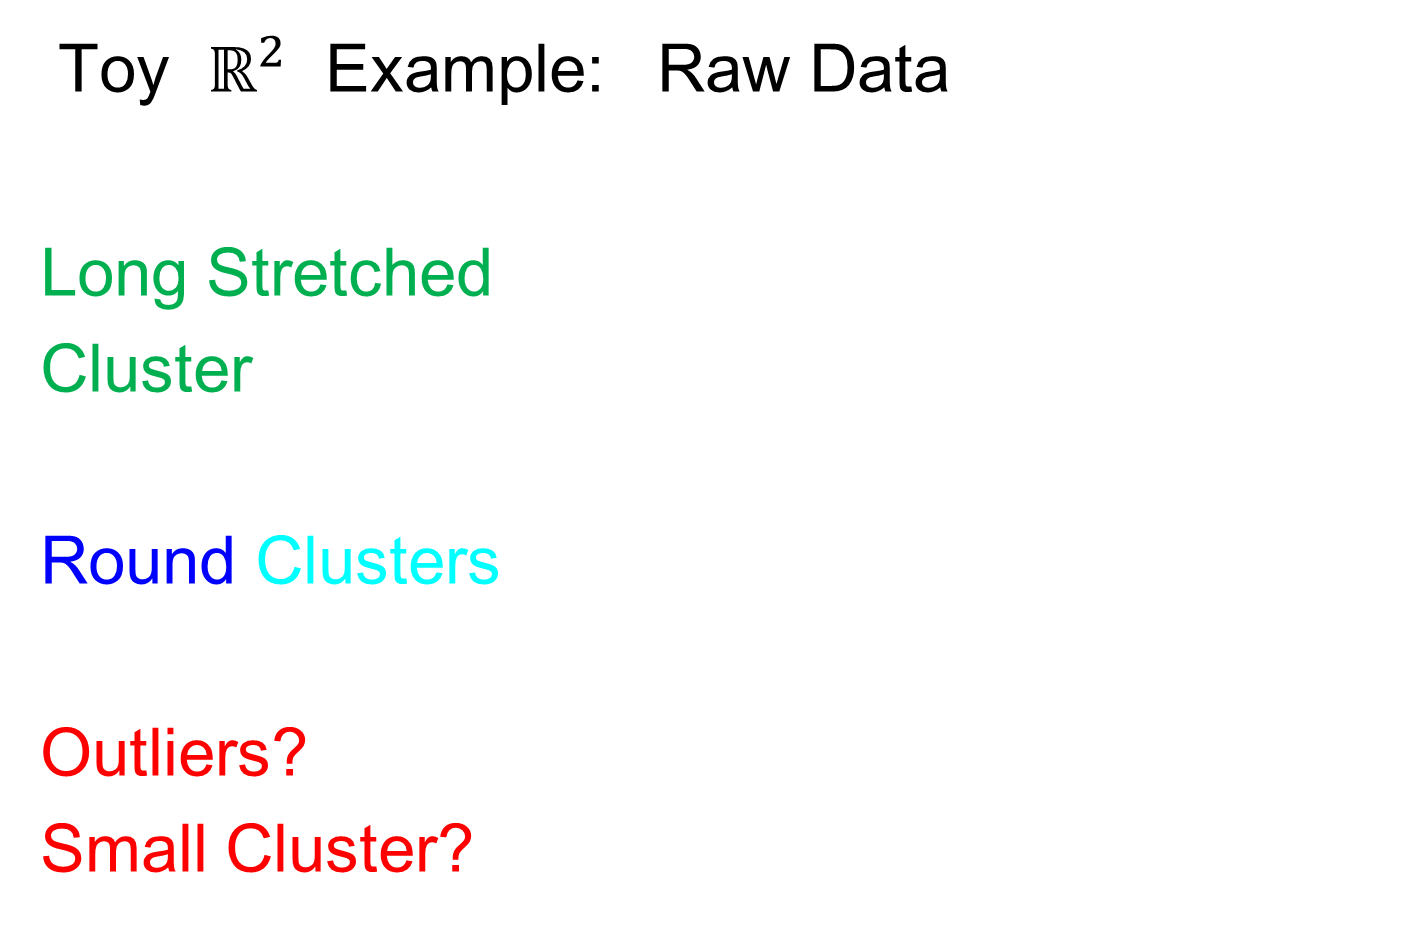 Toy ℝ² Example: Raw Data
Long Stretched
Cluster
Round Clusters
Outliers?
Small Cluster?